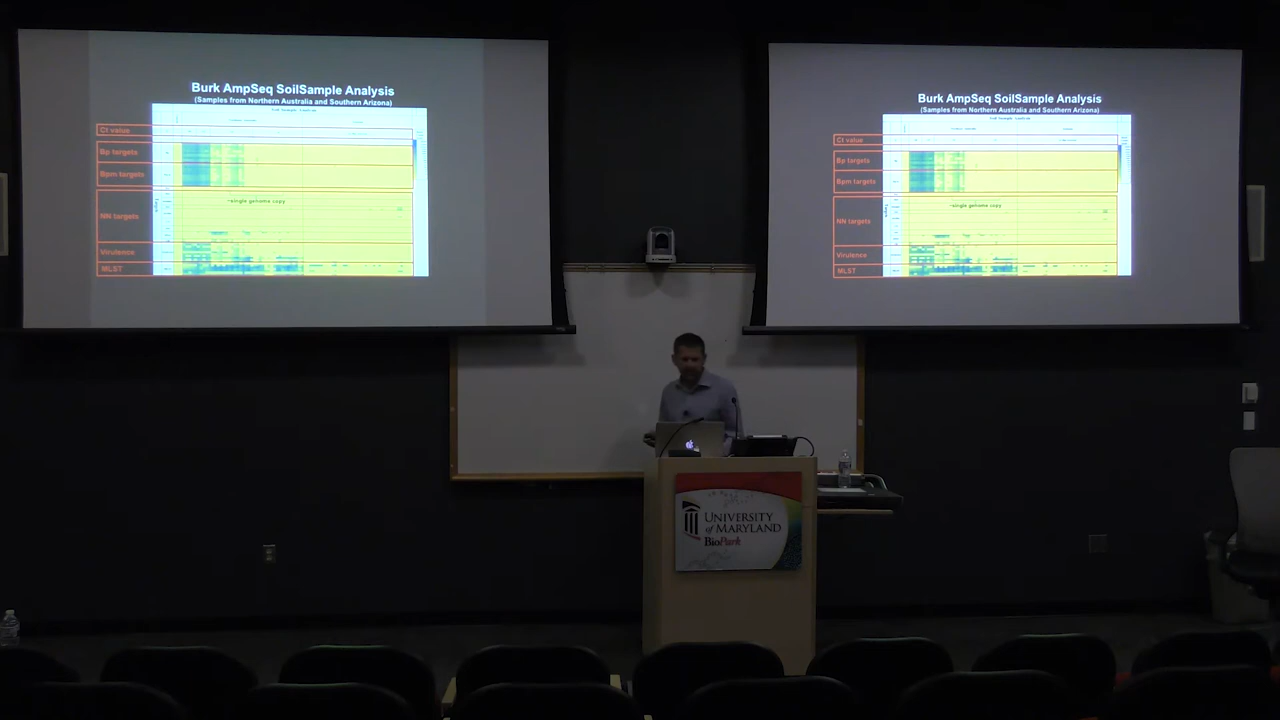 Burk AmpSeq SoilSample Analysis
(Samples from Northern Australia and Southern Arizona)
Ct value
Bp targets
Bpm targets
NN targets
~single genome copy
Virulence
MLST
Burk AmpSeq SoilSample Analysis
(Samples from Northern Australia and Southern Arizona)
Ct value
Bp targets
Bpm targets
NN targets
~single genome copy
Virulence
MLST
UNIVERSITY
of MARYLAND
BioPark